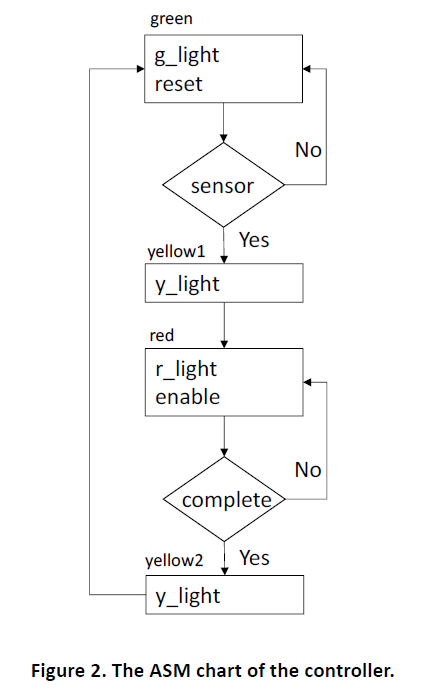 green
g_light
reset
No
sensor
Yes
yellow1
y_light
red
r_light
enable
No
complete
Yes
yellow2
y_light
Figure 2. The ASM chart of the controller.